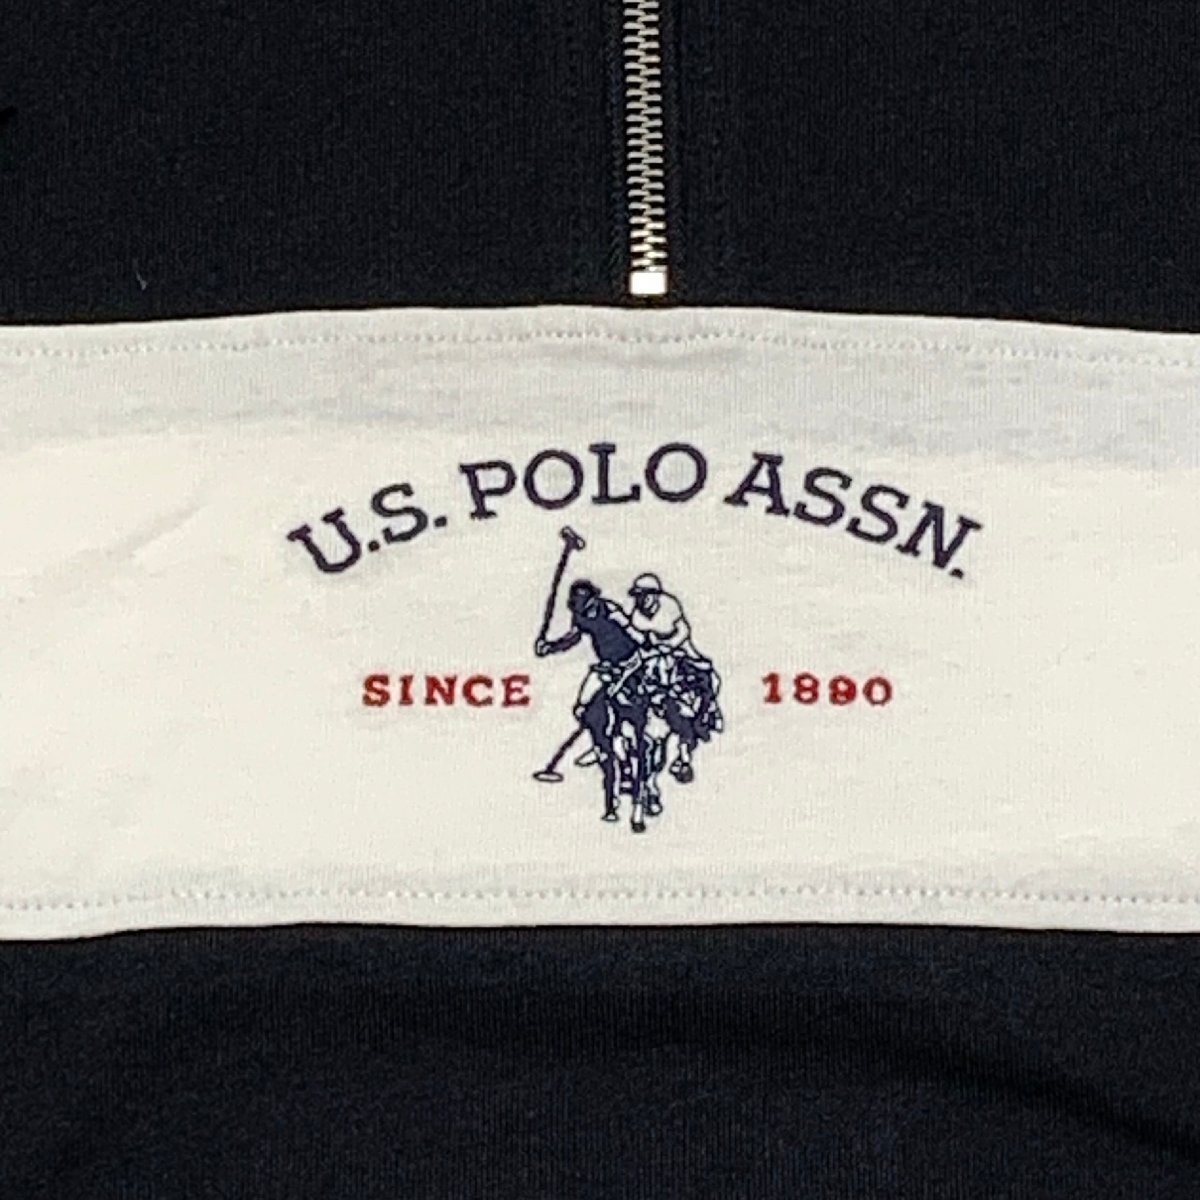 U.S. POLO ASSN.
SINCE 1890